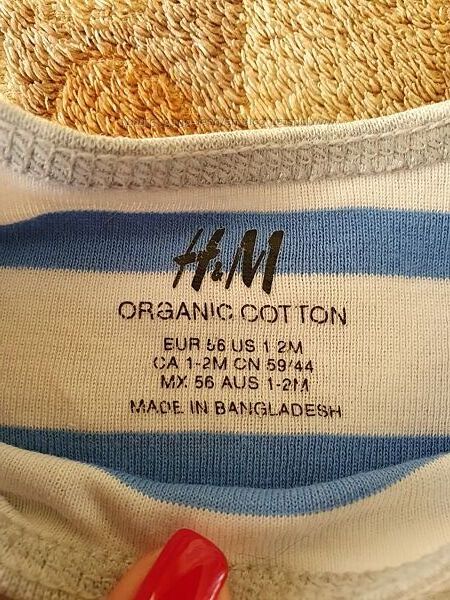 H&M
ORGANIC COTTON
EUR 56 US 1-2M
CA 1-2M CN 59/44
MX 56 AUS 1-2M
MADE IN BANGLADESH